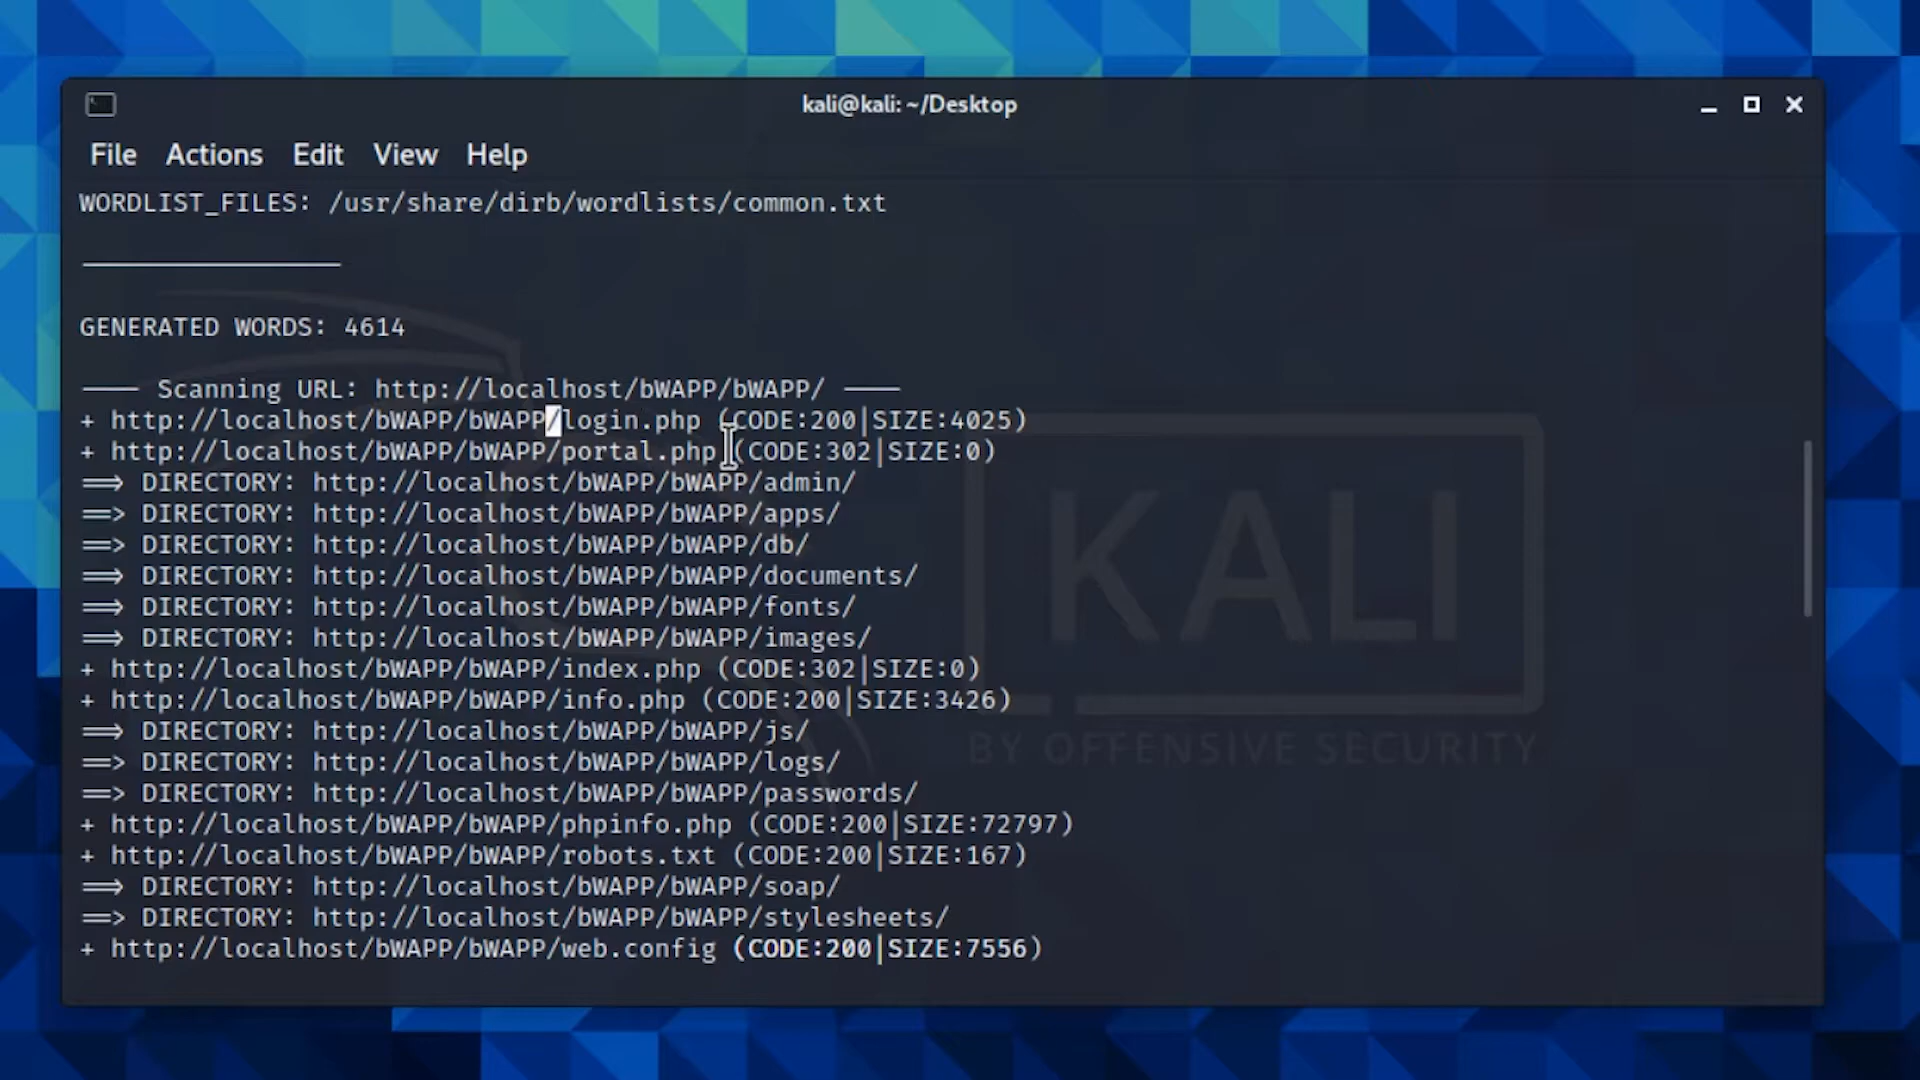 kali@kali: ~/Desktop
File Actions Edit View Help
WORDLIST_FILES: /usr/share/dirb/wordlists/common.txt
GENERATED WORDS: 4614
—— Scanning URL: http://localhost/bWAPP/bWAPP/ ——
+ http://localhost/bWAPP/bWAPP/login.php (CODE:200|SIZE:4025)
+ http://localhost/bWAPP/bWAPP/portal.php (CODE:302|SIZE:0)
==> DIRECTORY: http://localhost/bWAPP/bWAPP/admin/
==> DIRECTORY: http://localhost/bWAPP/bWAPP/apps/
==> DIRECTORY: http://localhost/bWAPP/bWAPP/db/
==> DIRECTORY: http://localhost/bWAPP/bWAPP/documents/
==> DIRECTORY: http://localhost/bWAPP/bWAPP/fonts/
==> DIRECTORY: http://localhost/bWAPP/bWAPP/images/
+ http://localhost/bWAPP/bWAPP/index.php (CODE:302|SIZE:0)
+ http://localhost/bWAPP/bWAPP/info.php (CODE:200|SIZE:3426)
==> DIRECTORY: http://localhost/bWAPP/bWAPP/js/
==> DIRECTORY: http://localhost/bWAPP/bWAPP/logs/
==> DIRECTORY: http://localhost/bWAPP/bWAPP/passwords/
+ http://localhost/bWAPP/bWAPP/phpinfo.php (CODE:200|SIZE:72797)
+ http://localhost/bWAPP/bWAPP/robots.txt (CODE:200|SIZE:167)
==> DIRECTORY: http://localhost/bWAPP/bWAPP/soap/
==> DIRECTORY: http://localhost/bWAPP/bWAPP/stylesheets/
+ http://localhost/bWAPP/bWAPP/web.config (CODE:200|SIZE:7556)
KALI
BY OFFENSIVE SECURITY